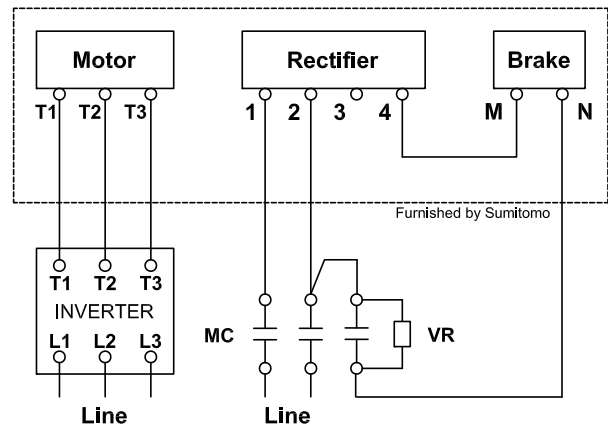 Motor Rectifier Brake
T1 T2 T3 1 2 3 4 M N
Furnished by Sumitomo
T1 T2 T3
INVERTER
L1 L2 L3
MC VR
Line Line